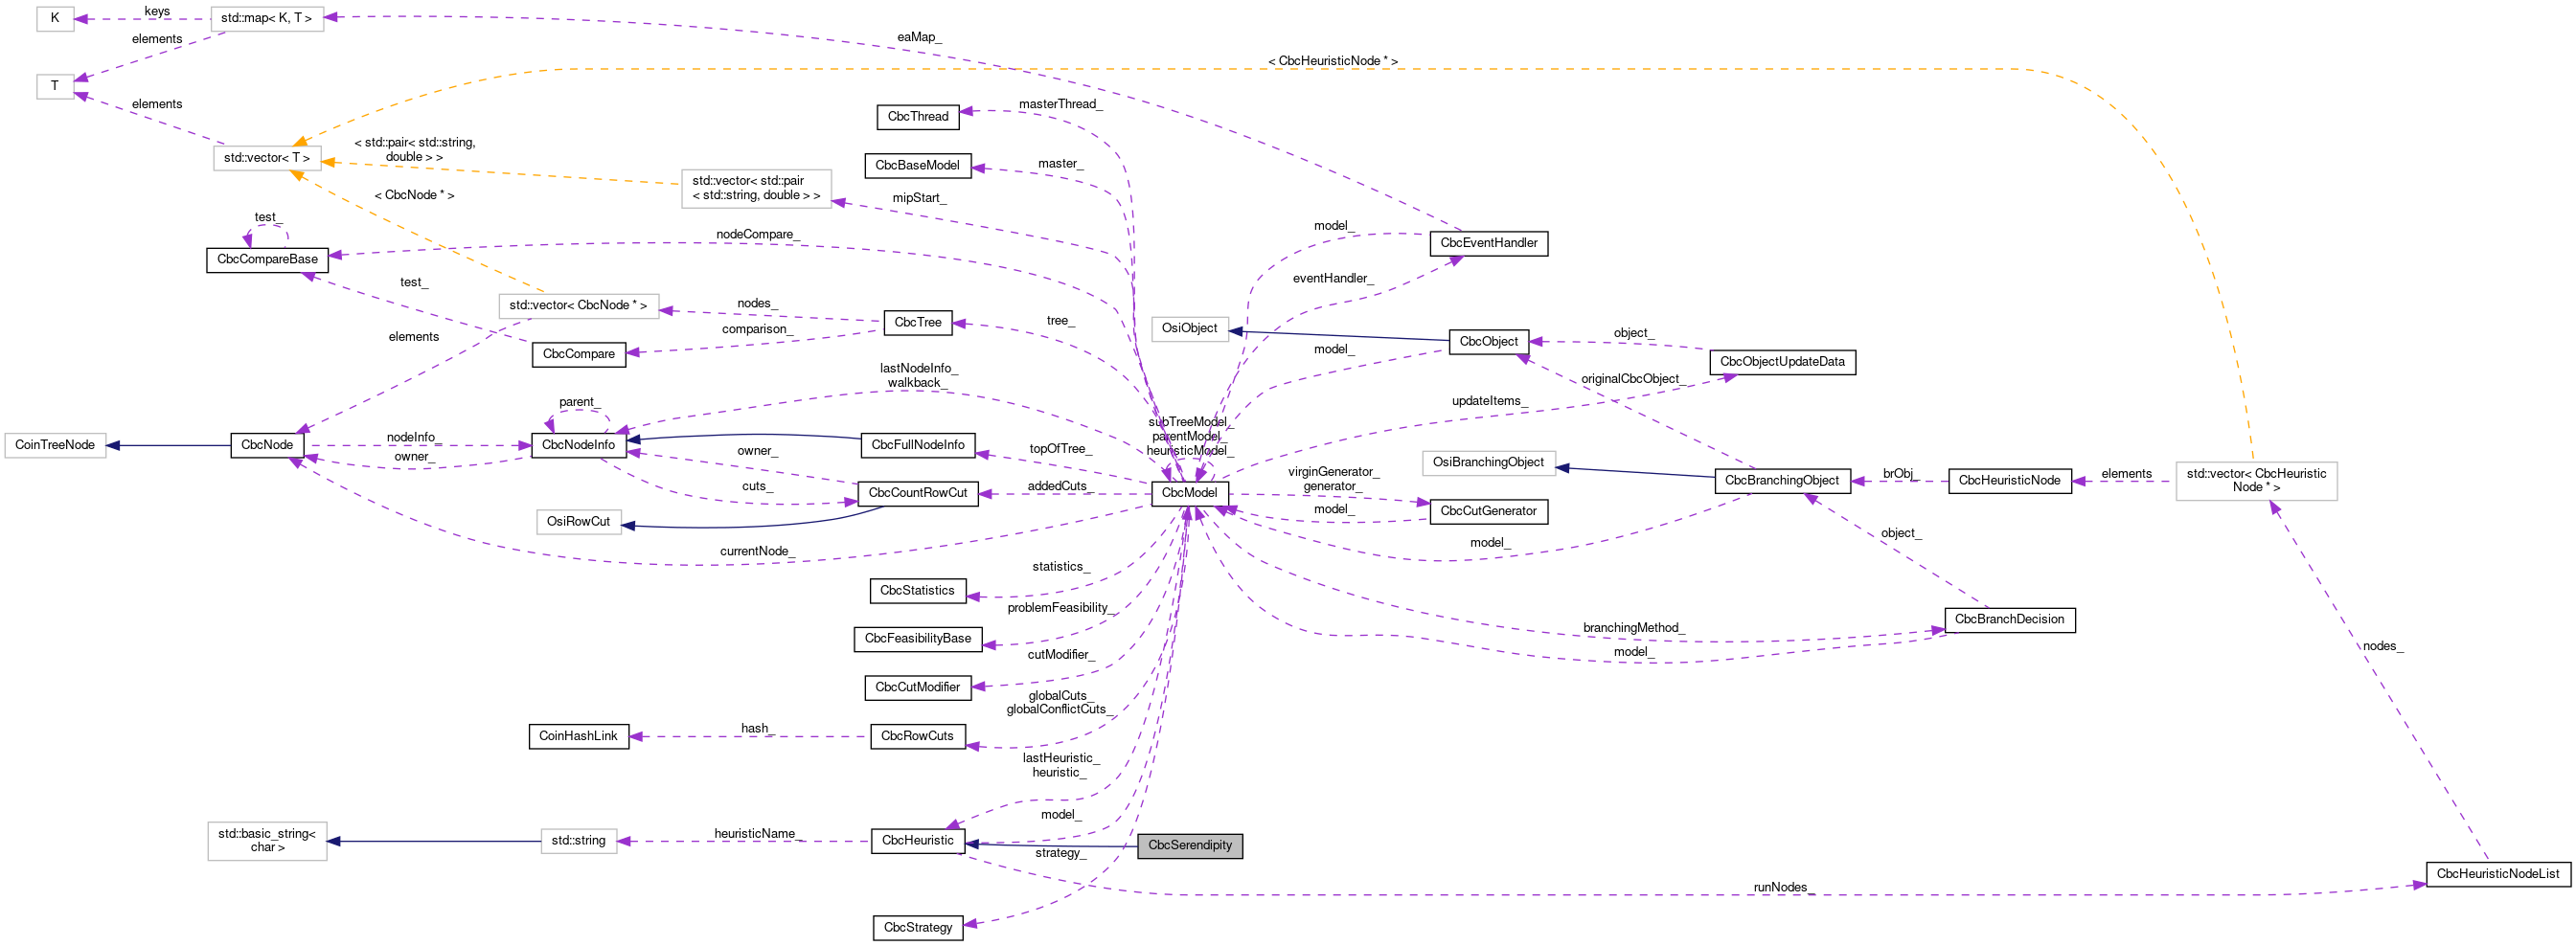 K
keys
std::map< K, T >
elements
eaMap_
< CbcHeuristicNode * >
T
elements
masterThread_
CbcThread
std::vector< T >
< std::pair< std::string,
double > >
CbcBaseModel
master_
std::vector< std::pair
< std::string, double > >
mipStart_
< CbcNode * >
test_
nodeCompare_
CbcCompareBase
model_
CbcEventHandler
eventHandler_
test_
std::vector< CbcNode * >
nodes_
CbcTree
tree_
comparison_
elements
CbcCompare
OsiObject
CbcObject
model_
object_
CbcObjectUpdateData
originalCbcObject_
updateItems_
lastNodeInfo_
walkback_
parent_
CoinTreeNode
CbcNode
nodeInfo_
owner_
CbcNodeInfo
CbcFullNodeInfo
topOfTree_
subTreeModel_
parentModel_
heuristicModel_
owner_
cuts_
CbcCountRowCut
addedCuts_
CbcModel
virginGenerator_
generator_
model_
CbcCutGenerator
OsiBranchingObject
CbcBranchingObject
brObj_
CbcHeuristicNode
elements
std::vector< CbcHeuristic
Node * >
OsiRowCut
currentNode_
model_
object_
statistics_
CbcStatistics
problemFeasibility_
CbcFeasibilityBase
branchingMethod_
model_
CbcBranchDecision
nodes_
cutModifier_
CbcCutModifier
globalCuts_
globalConflictCuts_
CoinHashLink
hash_
CbcRowCuts
lastHeuristic_
heuristic_
model_
std::basic_string<
char >
std::string
heuristicName_
CbcHeuristic
CbcSerendipity
strategy_
runNodes_
CbcHeuristicNodeList
CbcStrategy